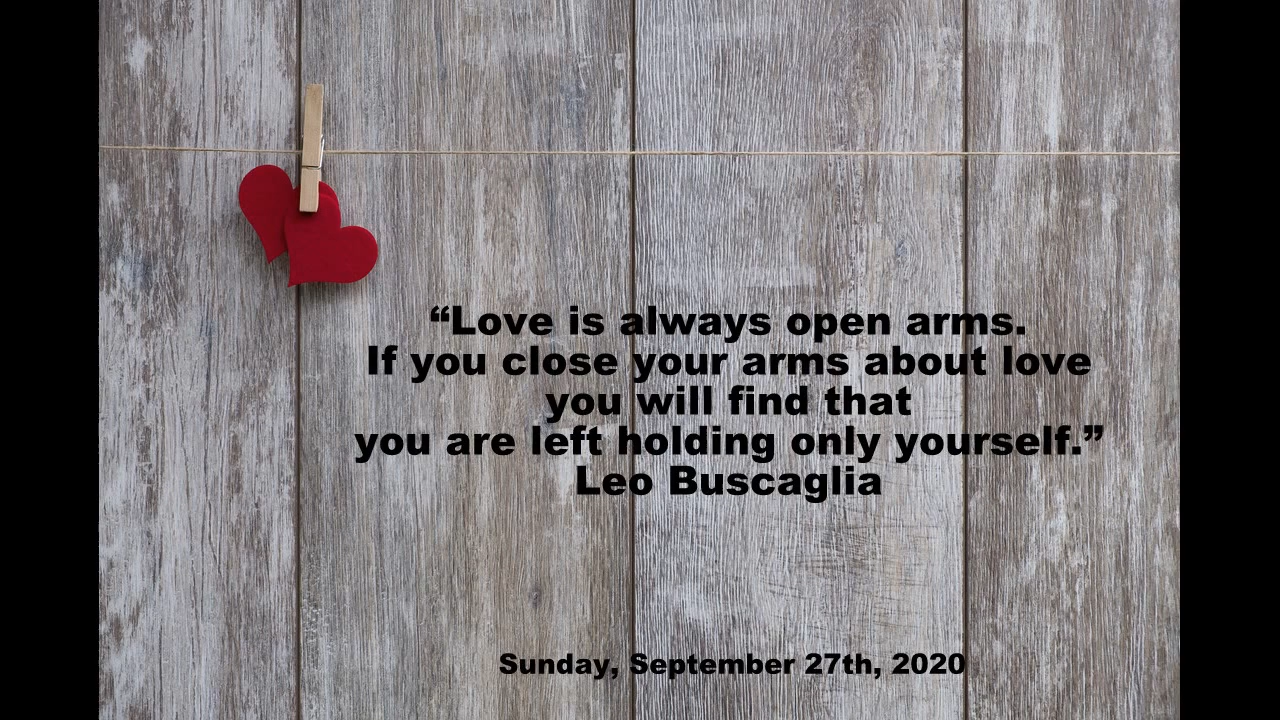 “Love is always open arms.
If you close your arms about love
you will find that
you are left holding only yourself.”
Leo Buscaglia
Sunday, September 27th, 2020